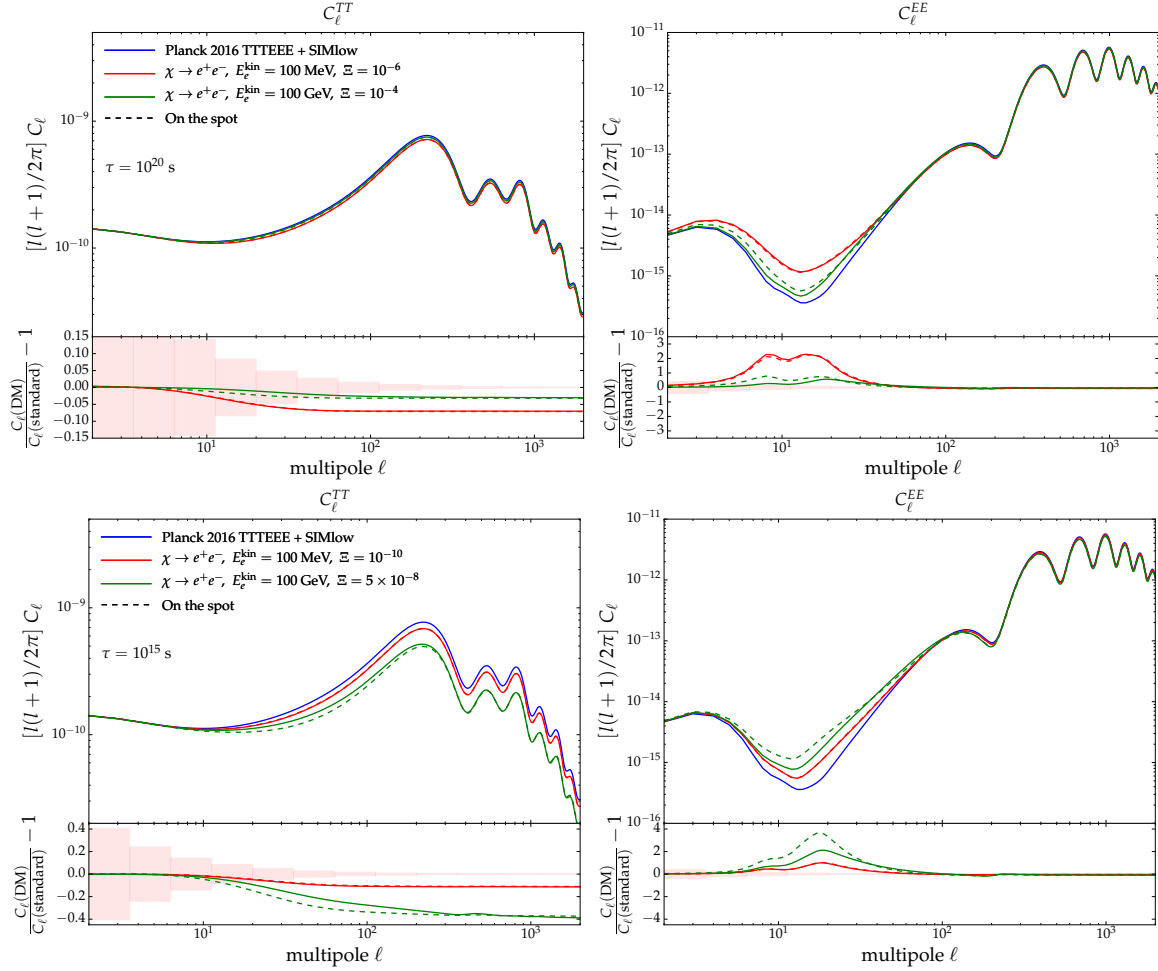 C_ℓ^{TT}
Planck 2016 TTTEEE + SIMlow
χ → e⁺e⁻, E_e^{kin} = 100 MeV, Ξ = 10⁻⁶
χ → e⁺e⁻, E_e^{kin} = 100 GeV, Ξ = 10⁻⁴
On the spot
τ = 10²⁰ s
[l(l + 1)/2π] C_ℓ
10⁻⁹
10⁻¹⁰
C_ℓ(DM)/C_ℓ(standard) − 1
0.15
0.10
0.05
0.00
−0.05
−0.10
−0.15
10¹ 10² 10³
multipole ℓ
C_ℓ^{EE}
[l(l + 1)/2π] C_ℓ
10⁻¹¹
10⁻¹²
10⁻¹³
10⁻¹⁴
10⁻¹⁵
10⁻¹⁶
C_ℓ(DM)/C_ℓ(standard) − 1
3
2
1
0
−1
−2
−3
10¹ 10² 10³
multipole ℓ
C_ℓ^{TT}
Planck 2016 TTTEEE + SIMlow
χ → e⁺e⁻, E_e^{kin} = 100 MeV, Ξ = 10⁻¹⁰
χ → e⁺e⁻, E_e^{kin} = 100 GeV, Ξ = 5 × 10⁻⁸
On the spot
τ = 10¹⁵ s
[l(l + 1)/2π] C_ℓ
10⁻⁹
10⁻¹⁰
C_ℓ(DM)/C_ℓ(standard) − 1
0.4
0.2
0.0
−0.2
−0.4
10¹ 10² 10³
multipole ℓ
C_ℓ^{EE}
[l(l + 1)/2π] C_ℓ
10⁻¹¹
10⁻¹²
10⁻¹³
10⁻¹⁴
10⁻¹⁵
10⁻¹⁶
C_ℓ(DM)/C_ℓ(standard) − 1
4
2
0
−2
−4
10¹ 10² 10³
multipole ℓ